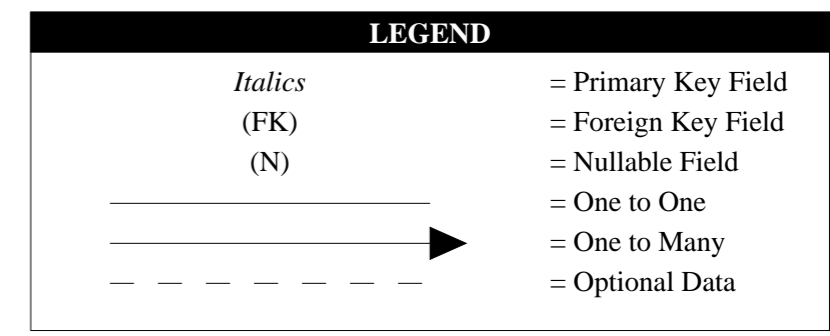 LEGEND
Italics = Primary Key Field
(FK) = Foreign Key Field
(N) = Nullable Field
= One to One
= One to Many
= Optional Data